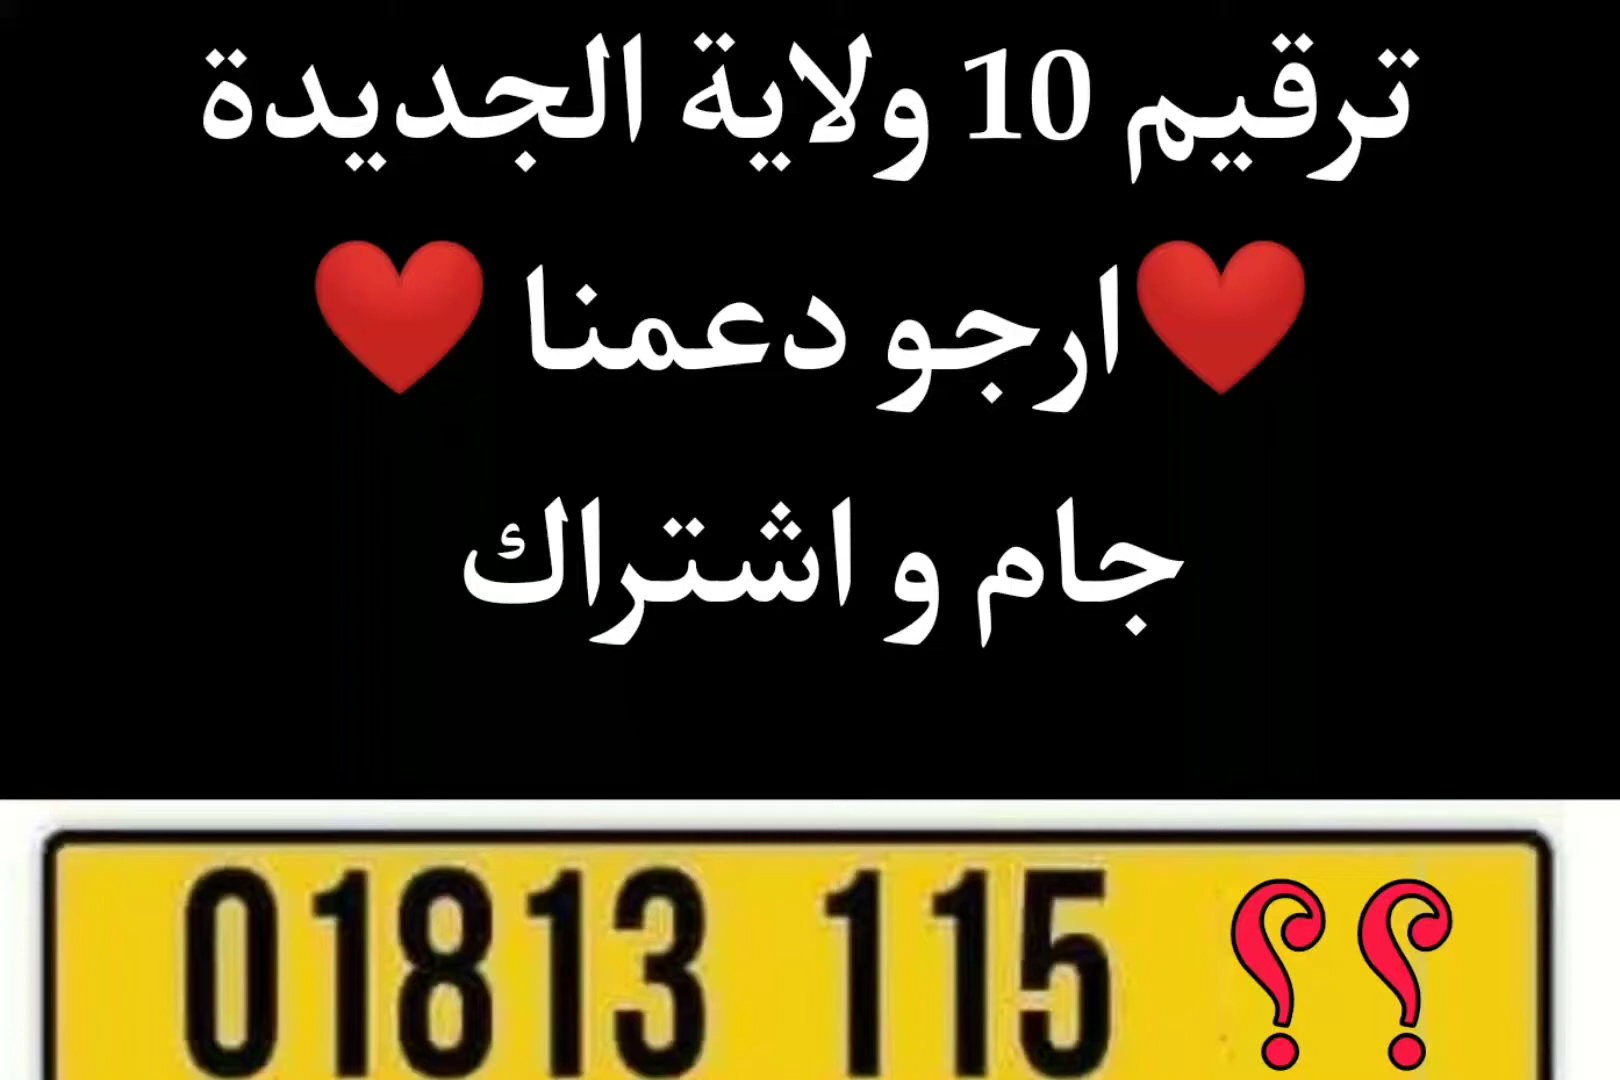 ترقيم 10 ولاية الجديدة
❤️ارجو دعمنا ❤️
جام و اشتراك
01813 115 ؟؟